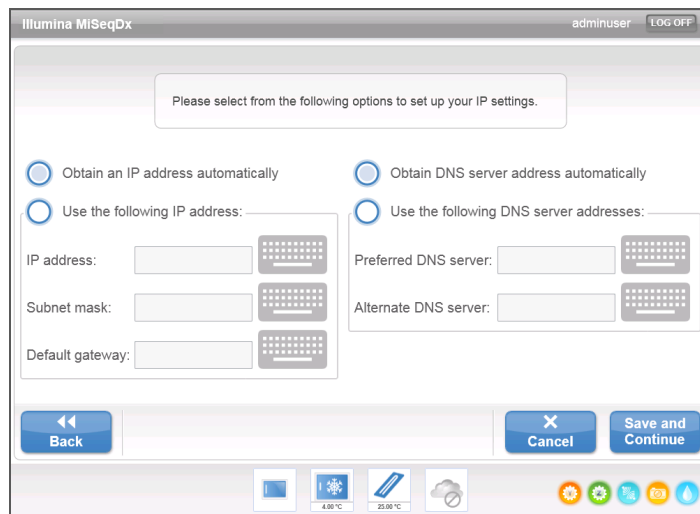 Illumina MiSeqDx
adminuser
LOG OFF
Please select from the following options to set up your IP settings.
Obtain an IP address automatically
Use the following IP address:
IP address:
Subnet mask:
Default gateway:
Obtain DNS server address automatically
Use the following DNS server addresses:
Preferred DNS server:
Alternate DNS server:
Back
Cancel
Save and
Continue
4.00 °C
25.00 °C